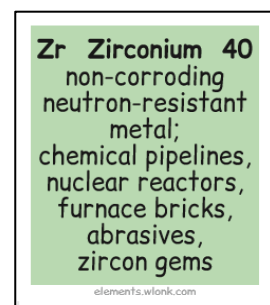 Zr Zirconium 40
non-corroding
neutron-resistant
metal;
chemical pipelines,
nuclear reactors,
furnace bricks,
abrasives,
zircon gems
elements.wlonk.com